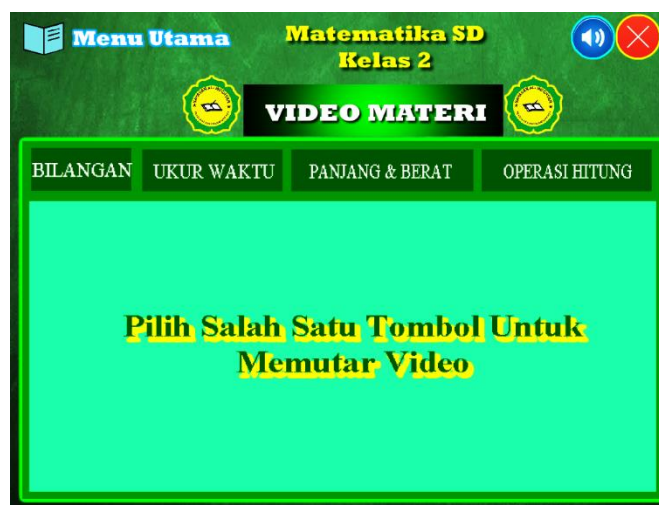 Menu Utama
Matematika SD
Kelas 2
VIDEO MATERI
BILANGAN
UKUR WAKTU
PANJANG & BERAT
OPERASI HITUNG
Pilih Salah Satu Tombol Untuk
Memutar Video